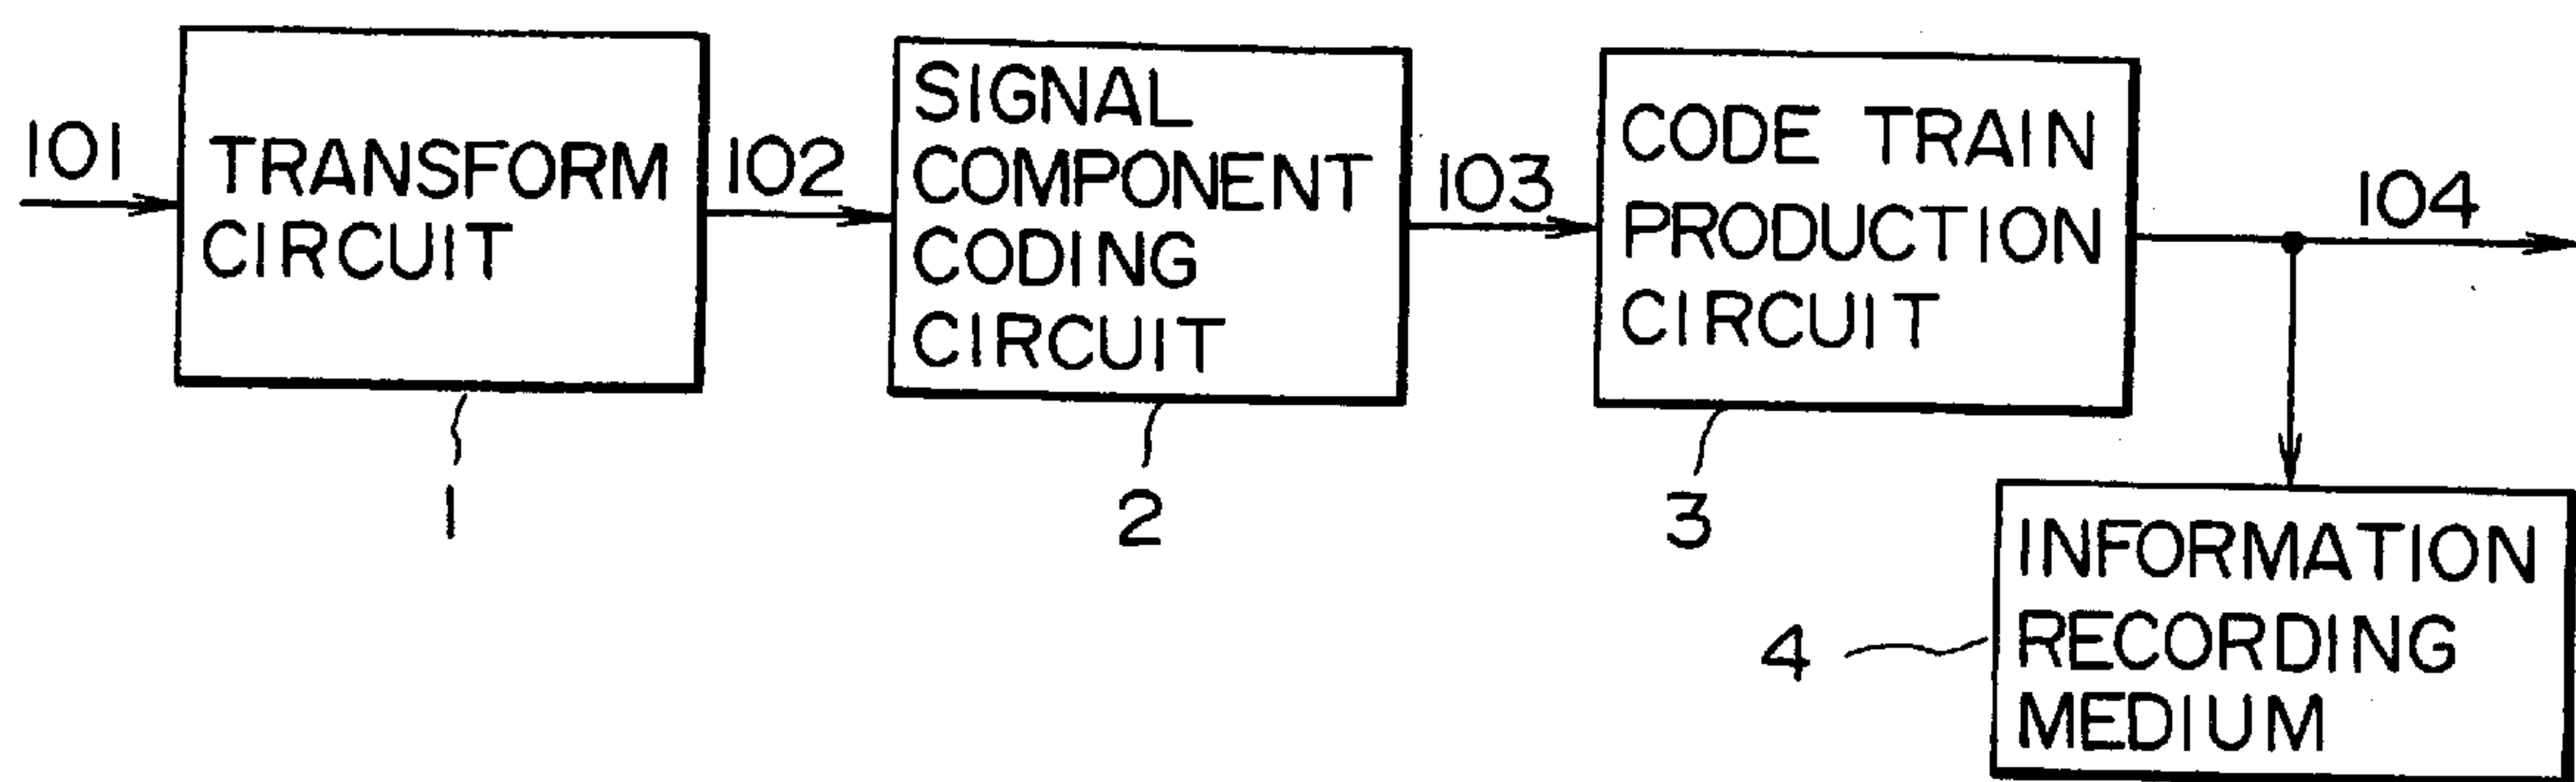 101
TRANSFORM
CIRCUIT
1
102
SIGNAL
COMPONENT
CODING
CIRCUIT
2
103
CODE TRAIN
PRODUCTION
CIRCUIT
3
104
INFORMATION
RECORDING
MEDIUM
4